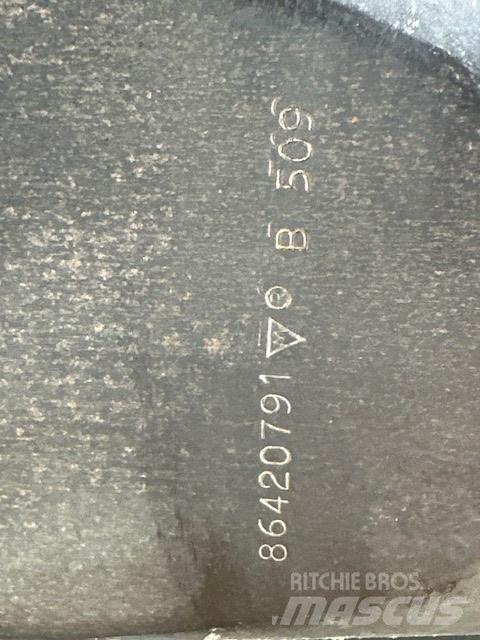 86420791 ® B 509
RITCHIE BROS.
MASCUS